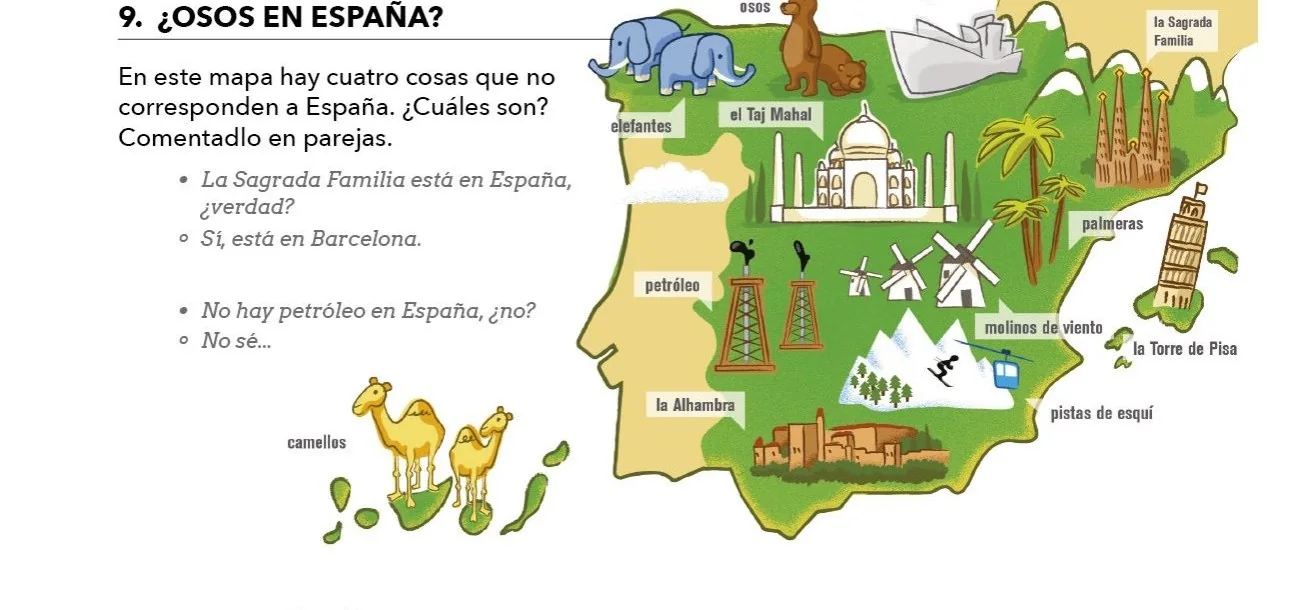 9. ¿OSOS EN ESPAÑA?
En este mapa hay cuatro cosas que no
corresponden a España. ¿Cuáles son?
Comentadlo en parejas.
• La Sagrada Familia está en España,
¿verdad?
○ Sí, está en Barcelona.
• No hay petróleo en España, ¿no?
○ No sé...
osos
la Sagrada
Familia
elefantes
el Taj Mahal
palmeras
petróleo
molinos de viento
la Torre de Pisa
la Alhambra
pistas de esquí
camellos